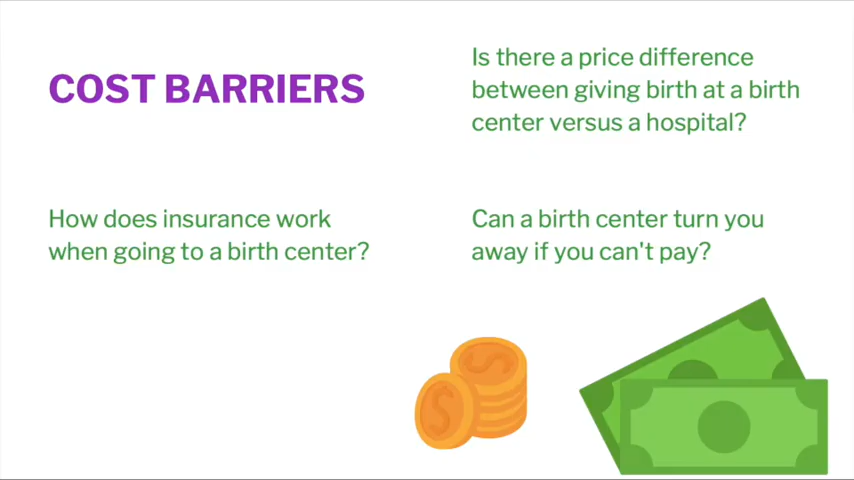 COST BARRIERS
Is there a price difference
between giving birth at a birth
center versus a hospital?
How does insurance work
when going to a birth center?
Can a birth center turn you
away if you can't pay?